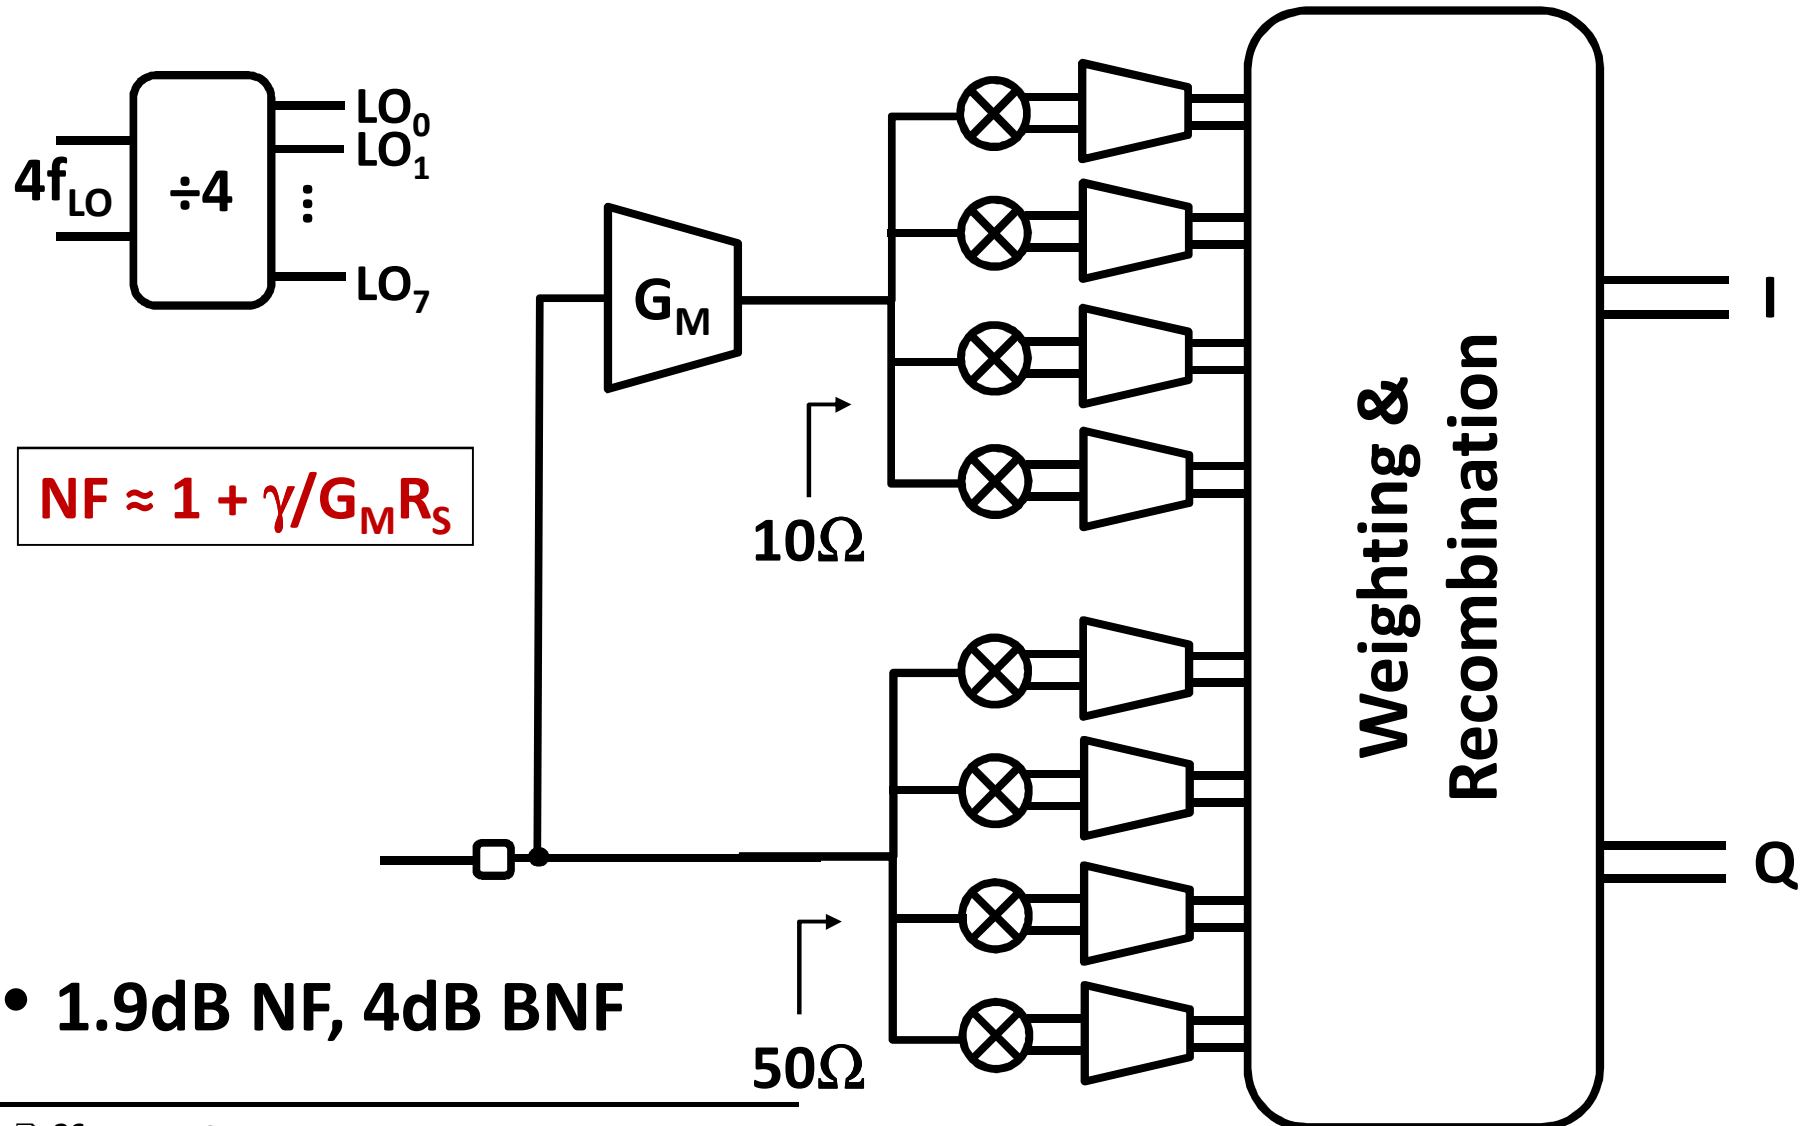 LO0
LO1
4fLO
÷4
⋮
LO7
GM
I
NF ≈ 1 + γ/GMRS
10Ω
Weighting &
Recombination
Q
• 1.9dB NF, 4dB BNF
50Ω